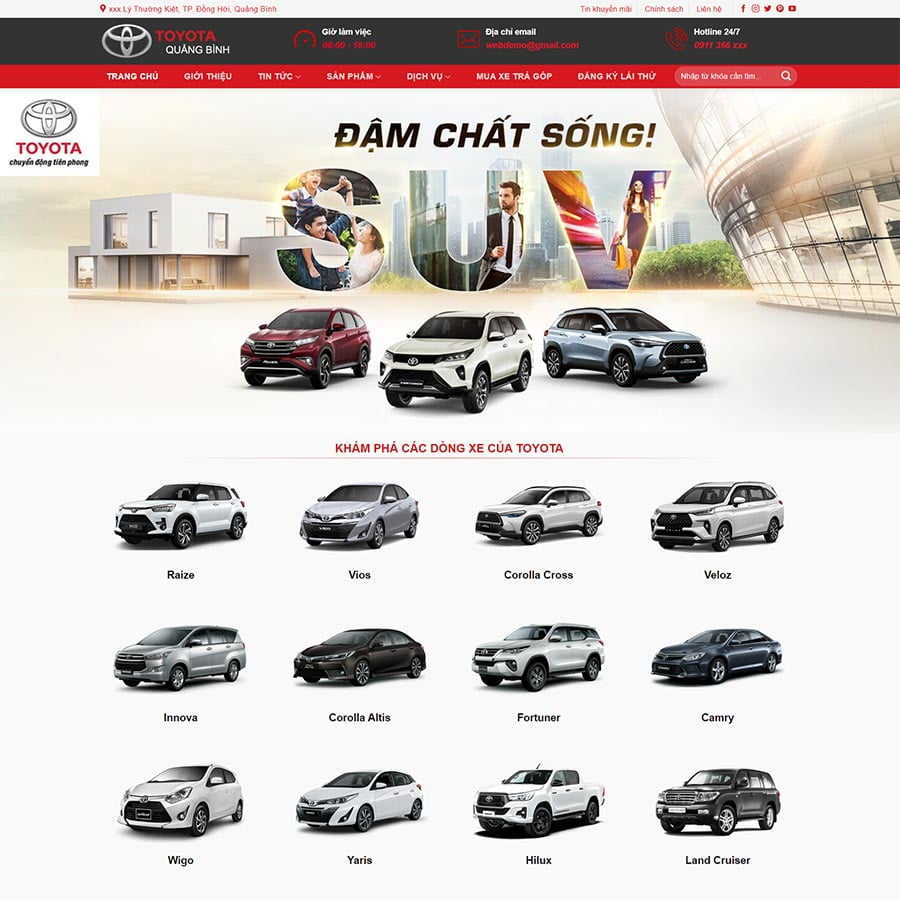 xxx Lý Thường Kiệt, TP. Đồng Hới, Quảng Bình
Tin khuyến mãi
Chính sách
Liên hệ
TOYOTA
QUẢNG BÌNH
Giờ làm việc
08:00 - 18:00
Địa chỉ email
webdemo@gmail.com
Hotline 24/7
0911 366 xxx
TRANG CHỦ
GIỚI THIỆU
TIN TỨC
SẢN PHẨM
DỊCH VỤ
MUA XE TRẢ GÓP
ĐĂNG KÝ LÁI THỬ
Nhập từ khóa cần tìm...
TOYOTA
chuyển động tiên phong
ĐẬM CHẤT SỐNG!
SUV
KHÁM PHÁ CÁC DÒNG XE CỦA TOYOTA
Raize
Vios
Corolla Cross
Veloz
Innova
Corolla Altis
Fortuner
Camry
Wigo
Yaris
Hilux
Land Cruiser